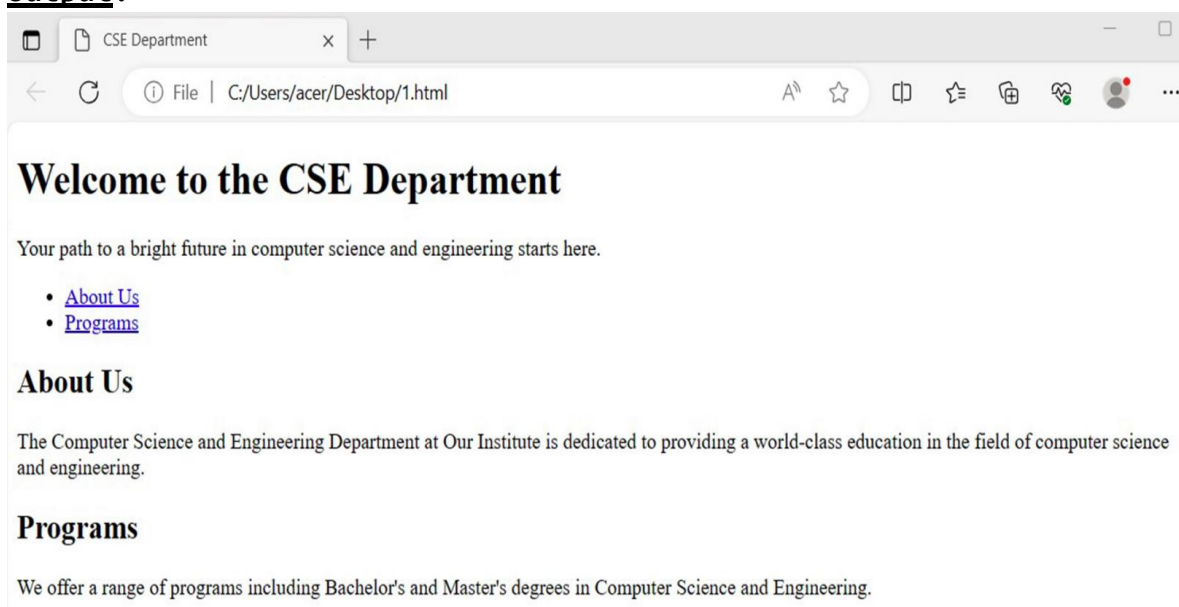 CSE Department
File | C:/Users/acer/Desktop/1.html
Welcome to the CSE Department
Your path to a bright future in computer science and engineering starts here.
• About Us
• Programs
About Us
The Computer Science and Engineering Department at Our Institute is dedicated to providing a world-class education in the field of computer science
and engineering.
Programs
We offer a range of programs including Bachelor's and Master's degrees in Computer Science and Engineering.